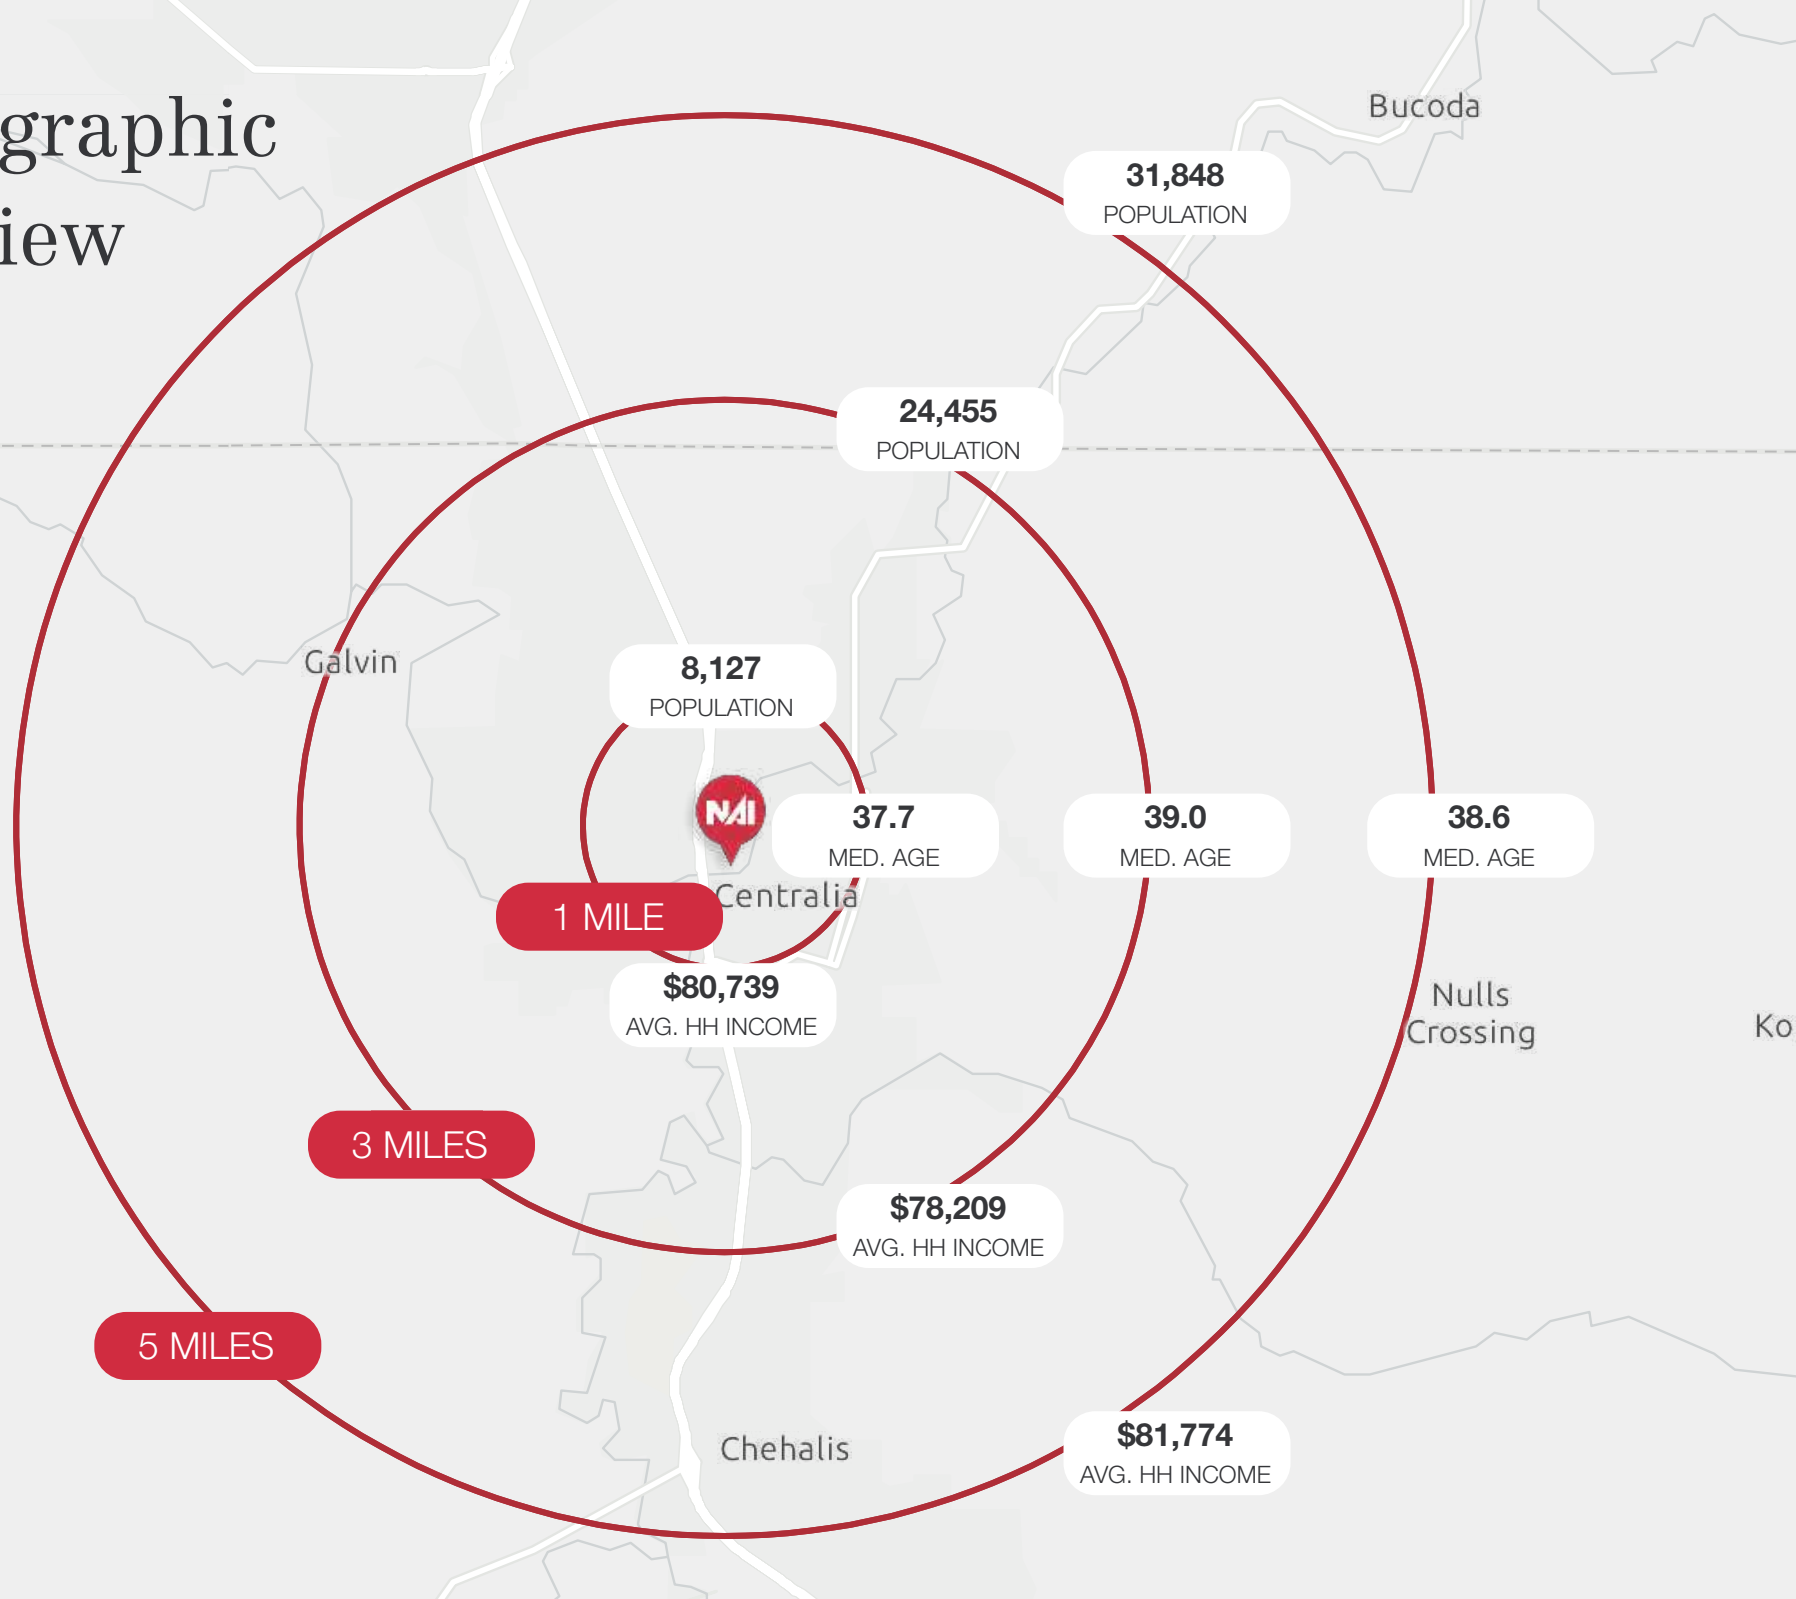 graphic
iew
Bucoda
31,848
POPULATION
24,455
POPULATION
Galvin
8,127
POPULATION
NAI
37.7
MED. AGE
39.0
MED. AGE
38.6
MED. AGE
Centralia
1 MILE
$80,739
AVG. HH INCOME
Nulls
Crossing
Ko
3 MILES
$78,209
AVG. HH INCOME
5 MILES
Chehalis
$81,774
AVG. HH INCOME